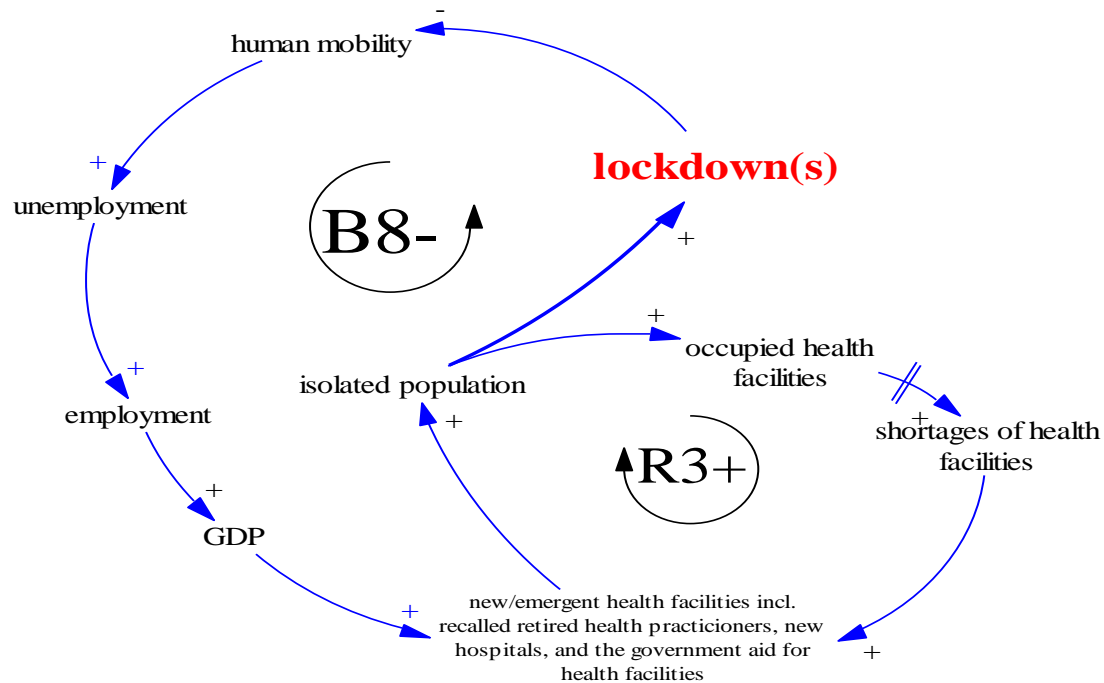 -
human mobility
+
lockdown(s)
unemployment
B8-
+
+
occupied health
facilities
isolated population
+
employment
+
+
shortages of health
facilities
R3+
+
GDP
new/emergent health facilities incl.
recalled retired health practicioners, new
hospitals, and the government aid for
health facilities
+
+